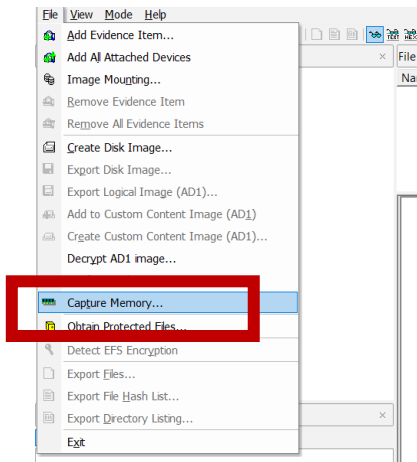 File View Mode Help
Add Evidence Item...
Add All Attached Devices
File
Image Mounting...
Remove Evidence Item
Remove All Evidence Items
Create Disk Image...
Export Disk Image...
Export Logical Image (AD1)...
Add to Custom Content Image (AD1)
Create Custom Content Image (AD1)...
Decrypt AD1 image...
Capture Memory...
Obtain Protected Files...
Detect EFS Encryption
Export Files...
Export File Hash List...
Export Directory Listing...
Exit